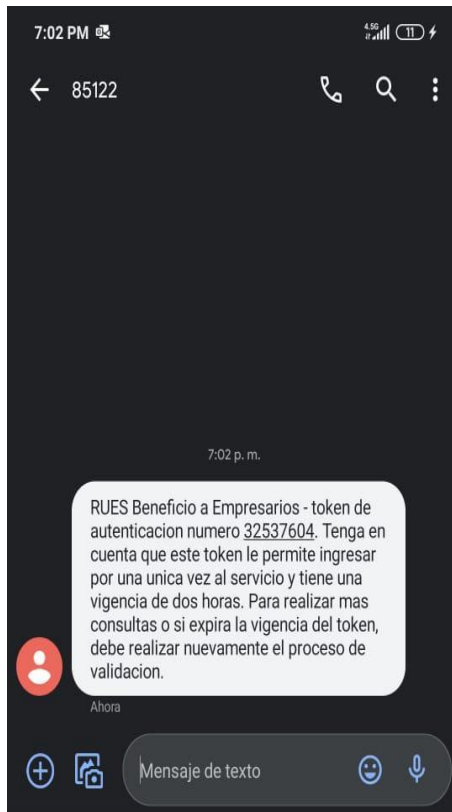 7:02 PM
4.5G
11
85122
7:02 p. m.
RUES Beneficio a Empresarios - token de
autenticacion numero 32537604. Tenga en
cuenta que este token le permite ingresar
por una unica vez al servicio y tiene una
vigencia de dos horas. Para realizar mas
consultas o si expira la vigencia del token,
debe realizar nuevamente el proceso de
validacion.
Ahora
Mensaje de texto